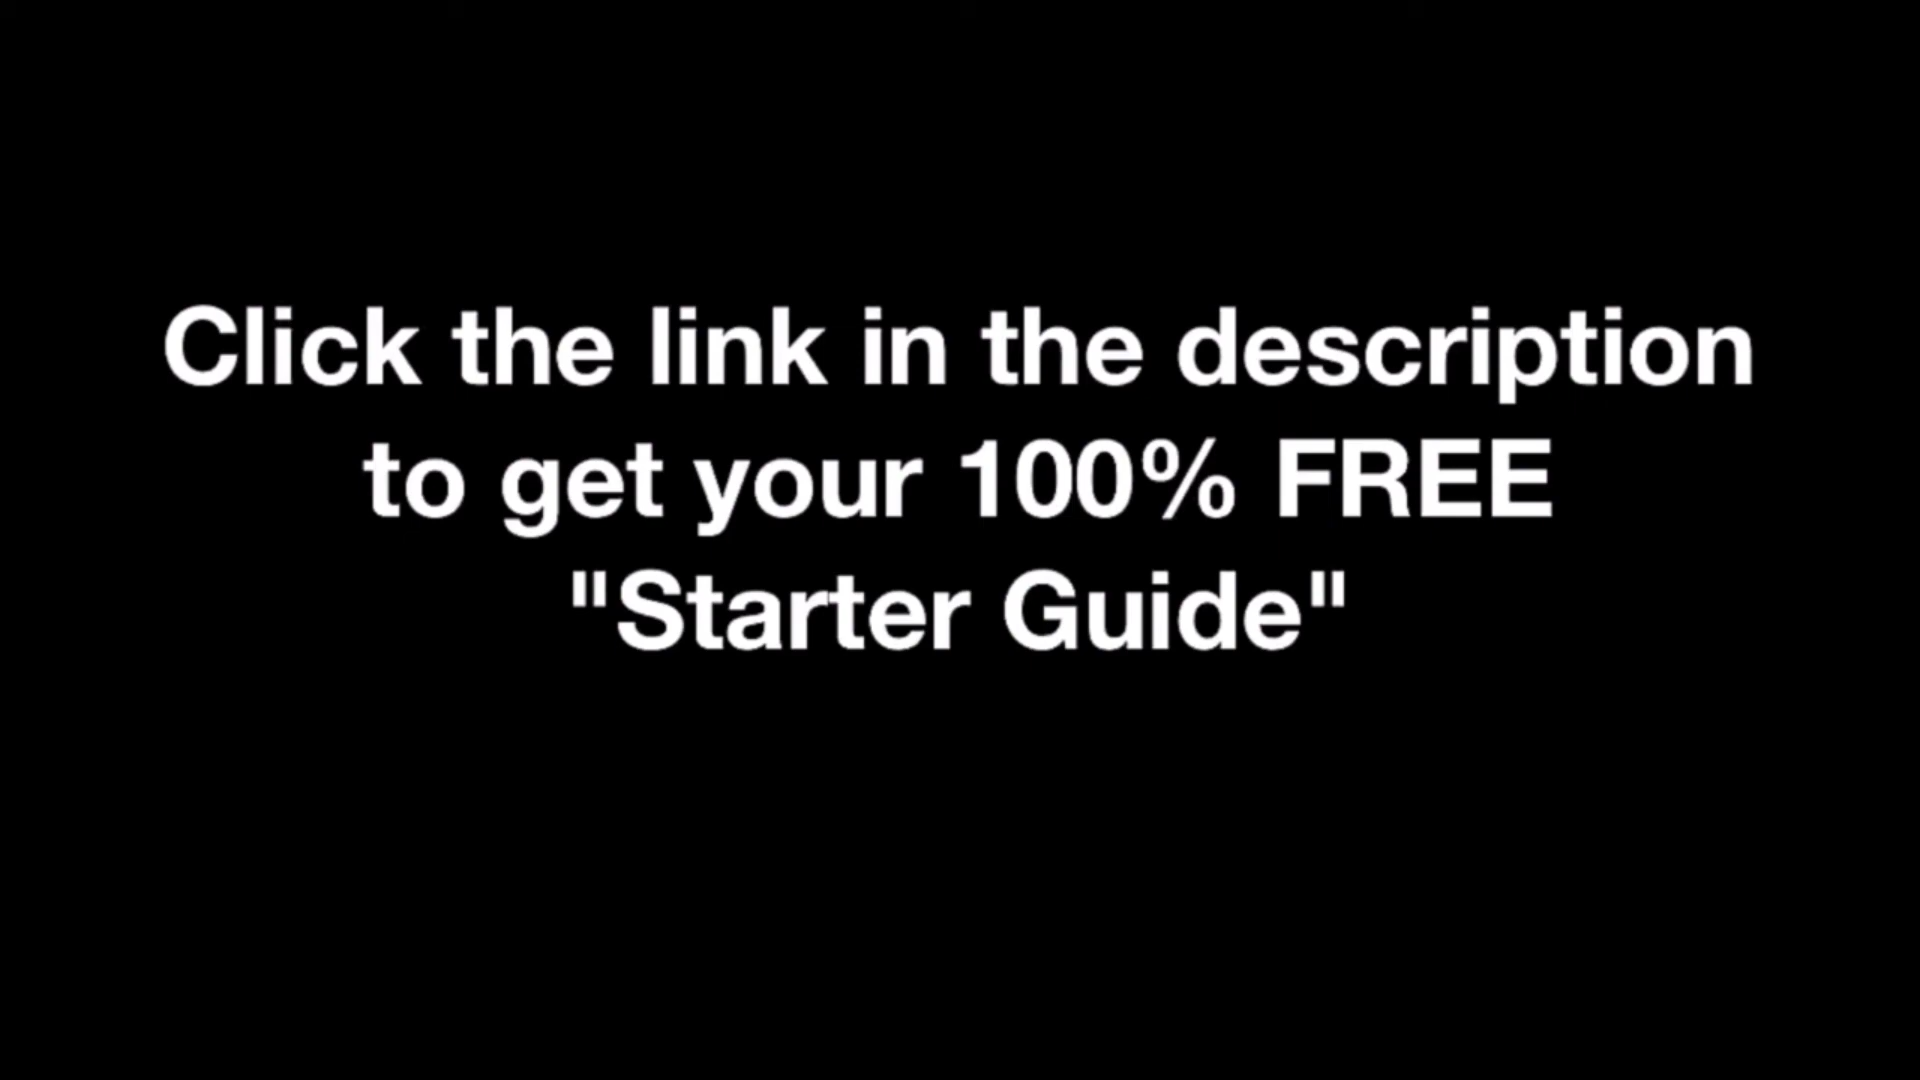 Click the link in the description
to get your 100% FREE
"Starter Guide"